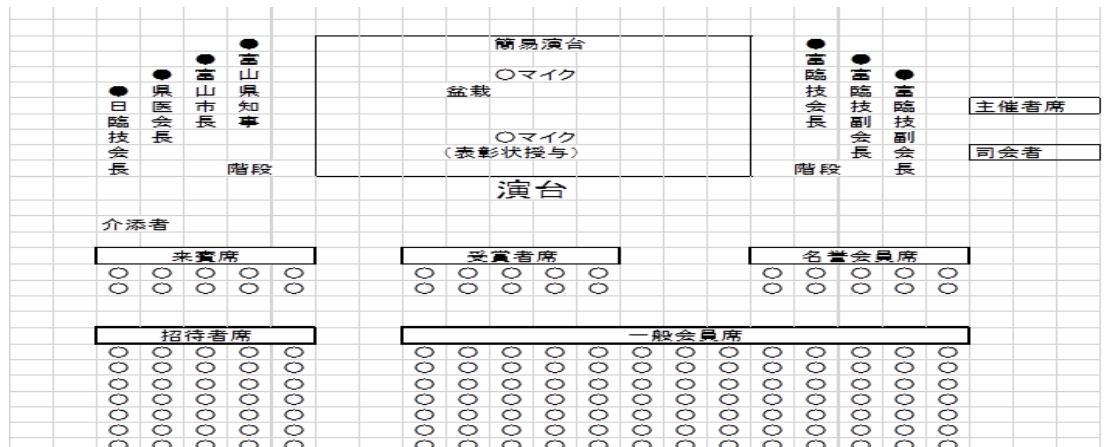 簡易演台
○マイク
盆栽
○マイク
(表彰状授与)
演台
●日臨技会長
●県医会長
●富山市長
●富山県知事
階段
●富臨技会長
●富臨技副会長
●富臨技副会長
階段
主催者席
司会者
介添者
来賓席
受賞者席
名誉会員席
○○○○○ ○○○○○ ○○○○○
○○○○○ ○○○○○ ○○○○○
招待者席
一般会員席
○○○○○ ○○○○○○○○○○○○○
○○○○○ ○○○○○○○○○○○○○
○○○○○ ○○○○○○○○○○○○○
○○○○○ ○○○○○○○○○○○○○
○○○○○ ○○○○○○○○○○○○○
○○○○○ ○○○○○○○○○○○○○
○○○○○ ○○○○○○○○○○○○○